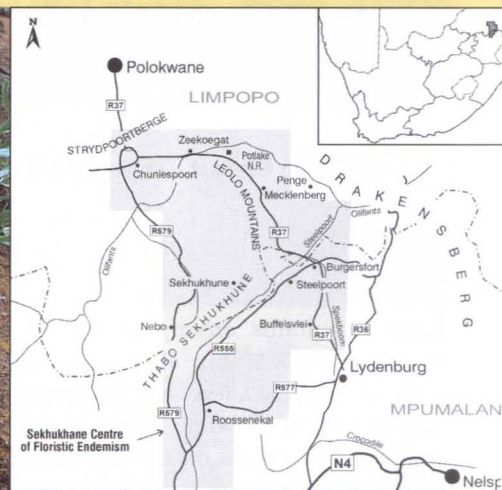 N
Polokwane
R37
LIMPOPO
STRYDPOORTBERGE
Zeekoegat
Potlake
N.R.
Chuniespoort
LEOLO MOUNTAINS
Penge
Mecklenberg
DRAKENSBERG
Olifants
R579
Olifants
R37
Steelpoort
Sekhukhune
Burgersfort
Steelpoort
THABO SEKHUKHUNE
Nebo
Buffelsvlei
Spekboom
R37
R36
R555
Lydenburg
R577
MPUMALAN
R579
Roossenekal
Sekhukhane Centre
of Floristic Endemism
Crocodile
N4
Nelsp